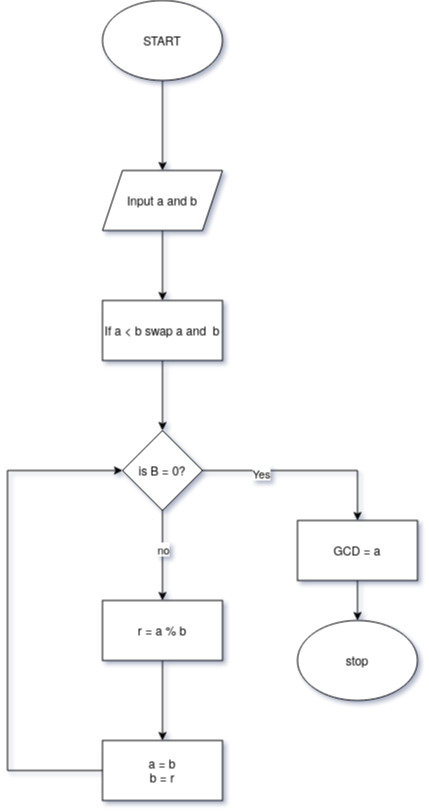 START
Input a and b
If a < b swap a and b
is B = 0?
Yes
no
GCD = a
r = a % b
stop
a = b
b = r